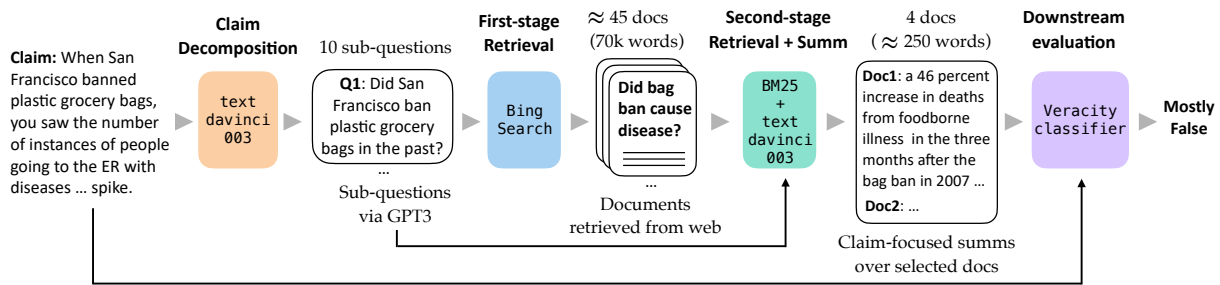 Claim: When San
Francisco banned
plastic grocery bags,
you saw the number
of instances of people
going to the ER with
diseases ... spike.
Claim
Decomposition
text
davinci
003
10 sub-questions
Q1: Did San
Francisco ban
plastic grocery
bags in the past?
...
Sub-questions
via GPT3
First-stage
Retrieval
Bing
Search
≈ 45 docs
(70k words)
Did bag
ban cause
disease?
...
Documents
retrieved from web
Second-stage
Retrieval + Summ
BM25
+
text
davinci
003
4 docs
( ≈ 250 words)
Doc1: a 46 percent
increase in deaths
from foodborne
illness in the three
months after the
bag ban in 2007 ...
Doc2: ...
Claim-focused summs
over selected docs
Downstream
evaluation
Veracity
classifier
Mostly
False